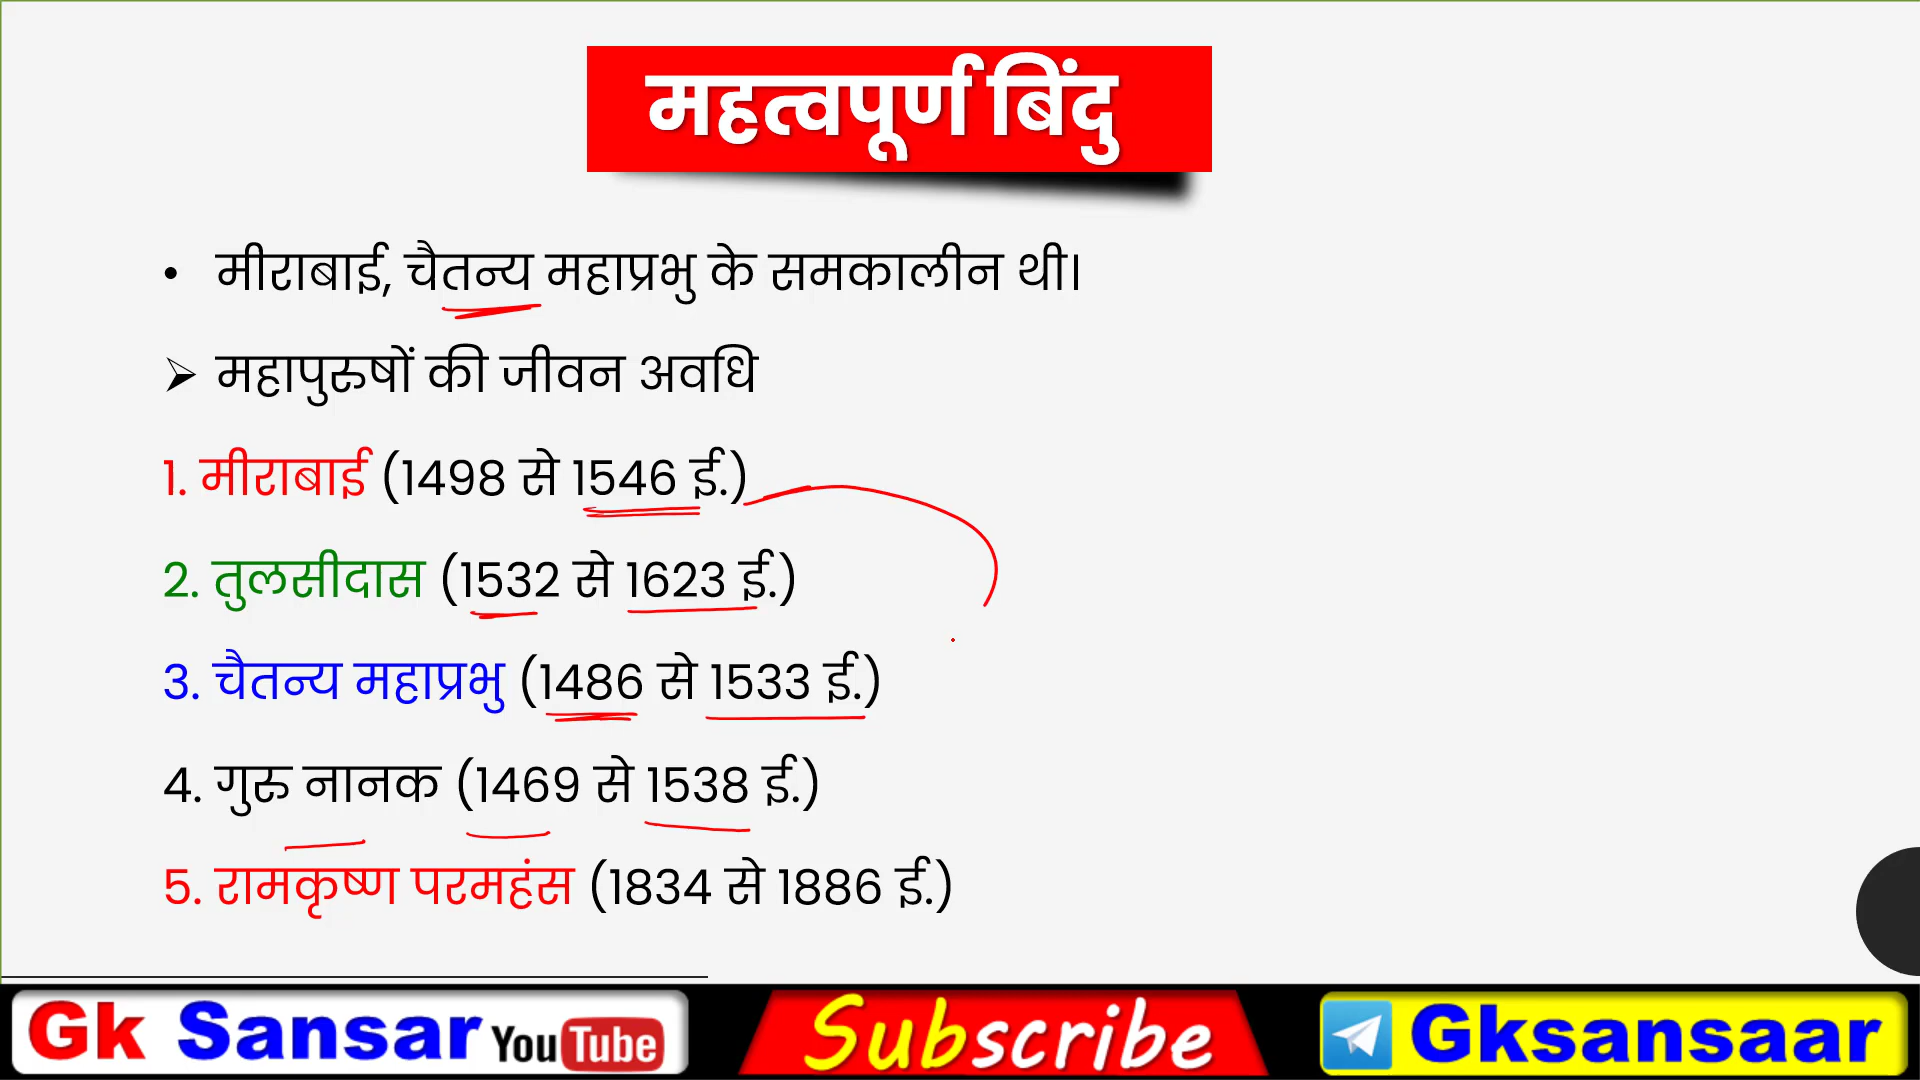 महत्वपूर्ण बिंदु
• मीराबाई, चैतन्य महाप्रभु के समकालीन थी।
➢ महापुरुषों की जीवन अवधि
1. मीराबाई (1498 से 1546 ई.)
2. तुलसीदास (1532 से 1623 ई.)
3. चैतन्य महाप्रभु (1486 से 1533 ई.)
4. गुरु नानक (1469 से 1538 ई.)
5. रामकृष्ण परमहंस (1834 से 1886 ई.)
Gk Sansar YouTube Subscribe Gksansaar